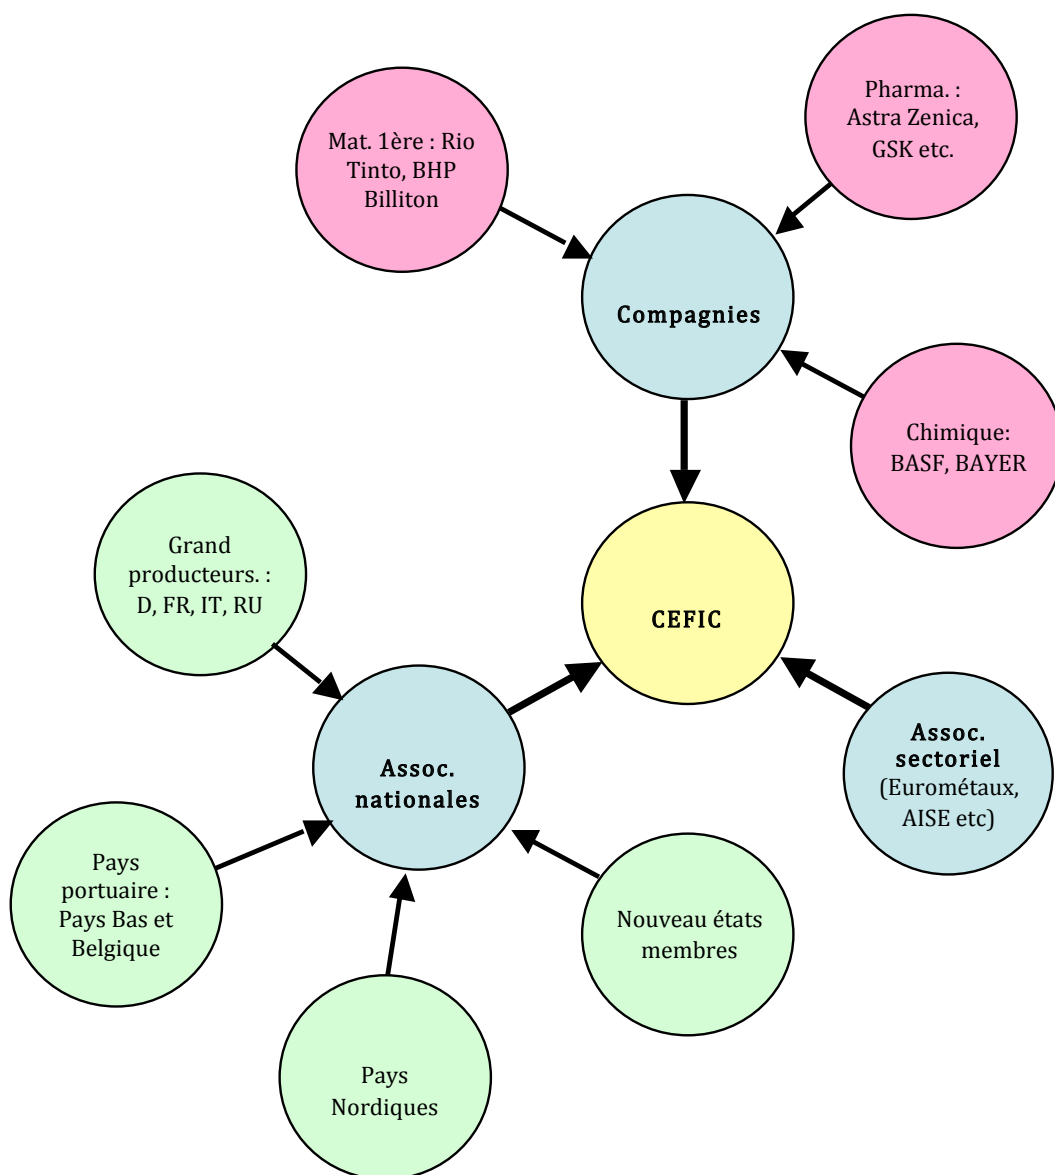 Pharma. :
Astra Zenica,
GSK etc.
Mat. 1ère : Rio
Tinto, BHP
Billiton
Compagnies
Chimique:
BASF, BAYER
Grand
producteurs. :
D, FR, IT, RU
CEFIC
Assoc.
sectoriel
(Eurométaux,
AISE etc)
Assoc.
nationales
Pays
portuaire :
Pays Bas et
Belgique
Nouveau états
membres
Pays
Nordiques